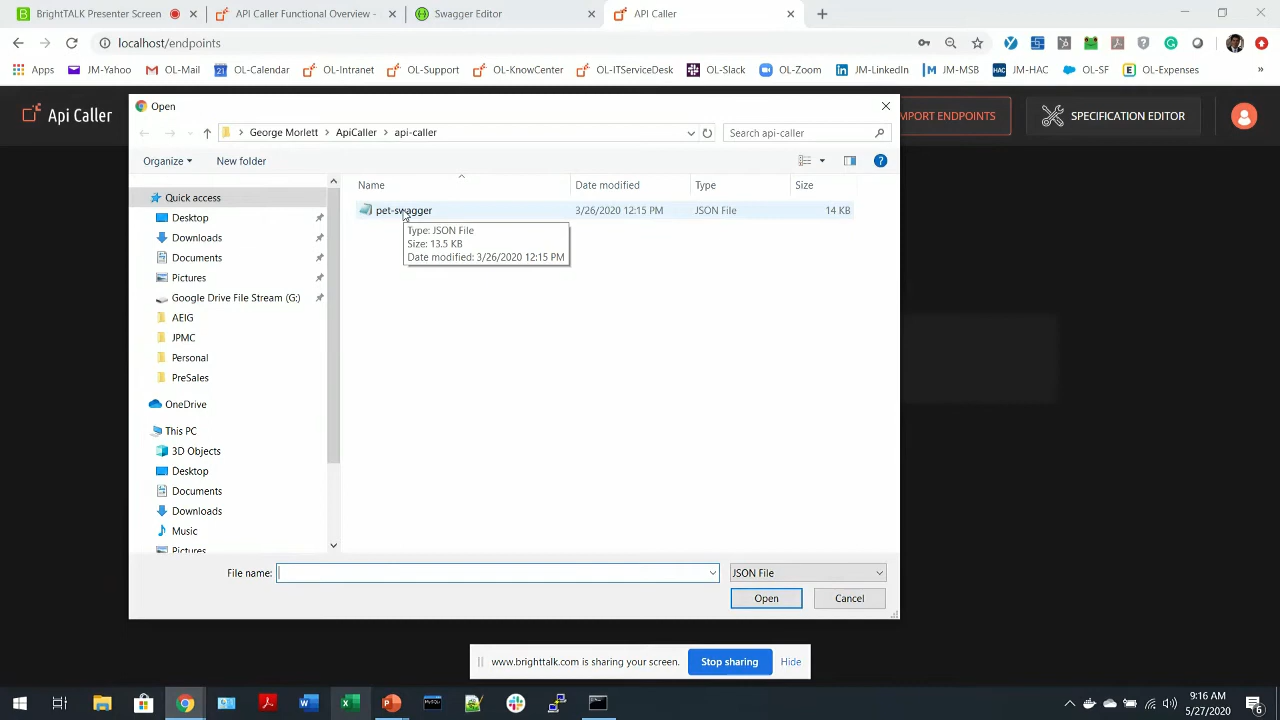 BrightTALK Presenter Screen
API Caller Functional Overview -
Swagger Editor
API Caller
localhost/endpoints
Apps
JM-Yahoo
OL-Mail
OL-Calendar
OL-Intranet
OL-Support
OL-KnowCenter
OL-ITServiceDesk
OL-Slack
OL-Zoom
JM-LinkedIn
JM-MSB
JM-HAC
OL-SF
OL-Expenses
Api Caller
MPORT ENDPOINTS
SPECIFICATION EDITOR
Open
George Morlett > ApiCaller > api-caller
Search api-caller
Organize
New folder
Name
Date modified
Type
Size
pet-swagger
3/26/2020 12:15 PM
JSON File
14 KB
Type: JSON File
Size: 13.5 KB
Date modified: 3/26/2020 12:15 PM
Quick access
Desktop
Downloads
Documents
Pictures
Google Drive File Stream (G:)
AEIG
JPMC
Personal
PreSales
OneDrive
This PC
3D Objects
Desktop
Documents
Downloads
Music
Pictures
File name:
JSON File
Open
Cancel
www.brighttalk.com is sharing your screen.
Stop sharing
Hide
9:16 AM
5/27/2020
6